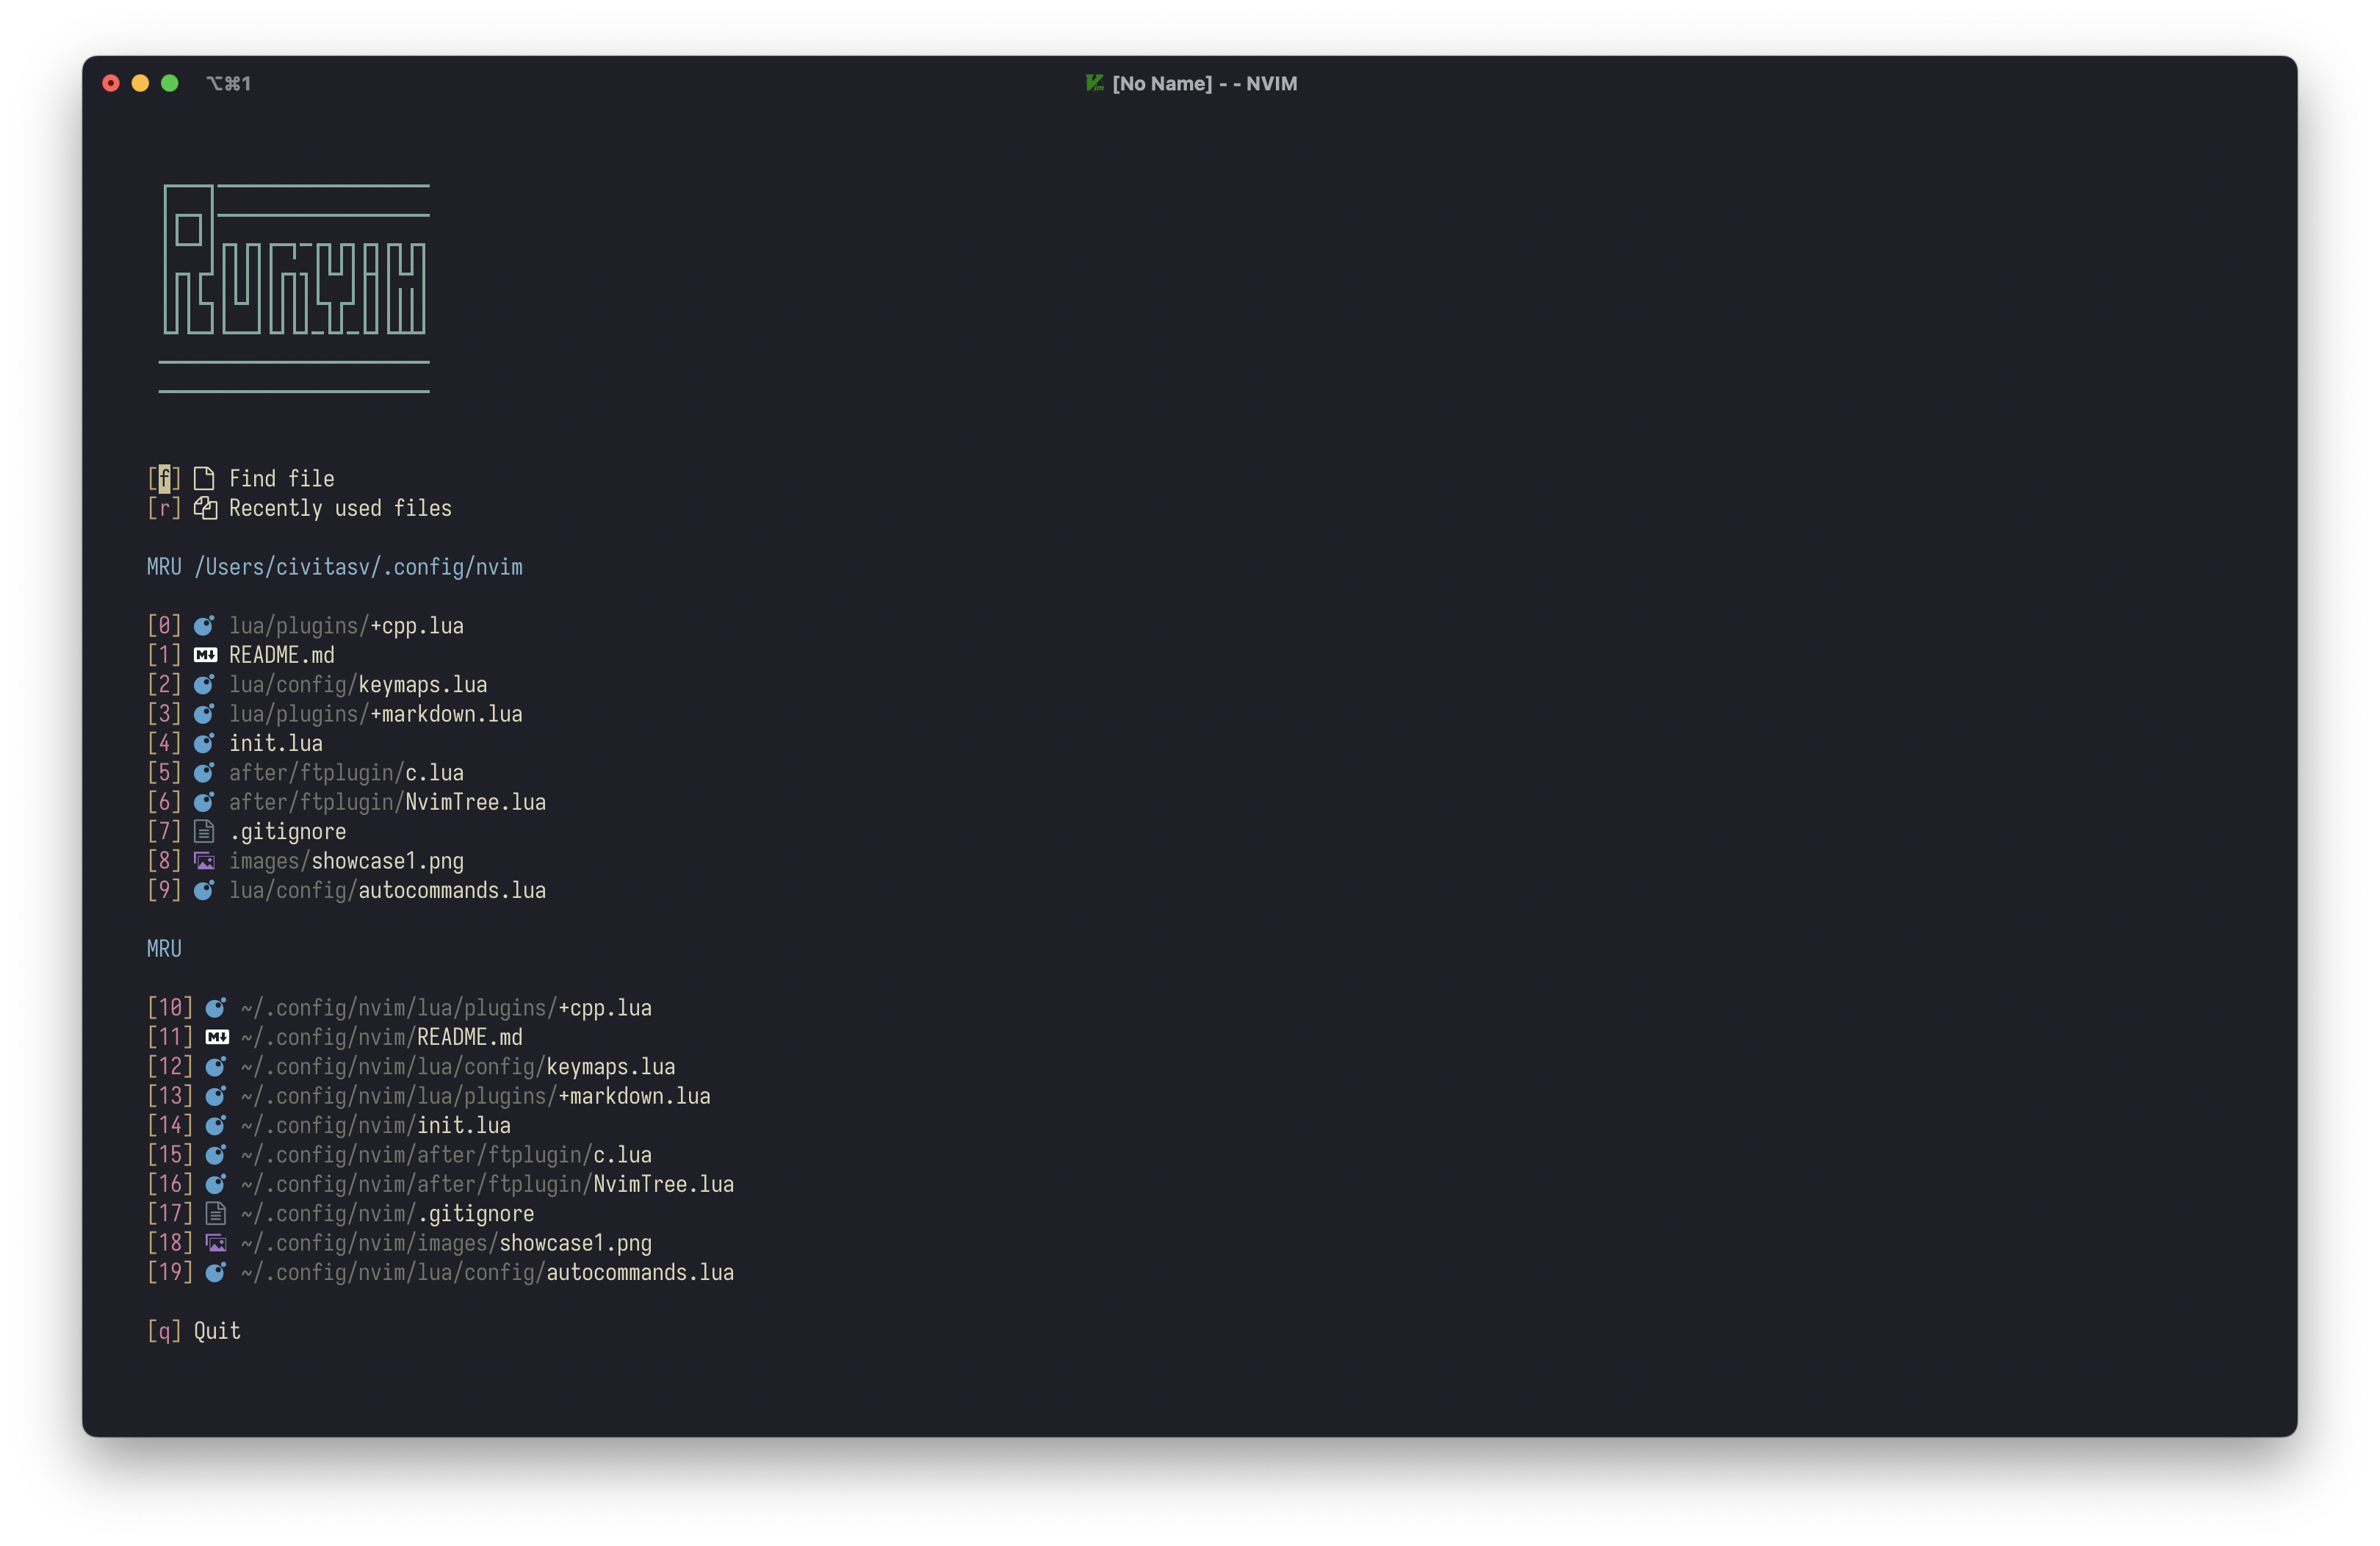 ⌥⌘1
[No Name] - - NVIM
[f] Find file
[r] Recently used files
MRU /Users/civitasv/.config/nvim
[0] lua/plugins/+cpp.lua
[1] README.md
[2] lua/config/keymaps.lua
[3] lua/plugins/+markdown.lua
[4] init.lua
[5] after/ftplugin/c.lua
[6] after/ftplugin/NvimTree.lua
[7] .gitignore
[8] images/showcase1.png
[9] lua/config/autocommands.lua
MRU
[10] ~/.config/nvim/lua/plugins/+cpp.lua
[11] ~/.config/nvim/README.md
[12] ~/.config/nvim/lua/config/keymaps.lua
[13] ~/.config/nvim/lua/plugins/+markdown.lua
[14] ~/.config/nvim/init.lua
[15] ~/.config/nvim/after/ftplugin/c.lua
[16] ~/.config/nvim/after/ftplugin/NvimTree.lua
[17] ~/.config/nvim/.gitignore
[18] ~/.config/nvim/images/showcase1.png
[19] ~/.config/nvim/lua/config/autocommands.lua
[q] Quit